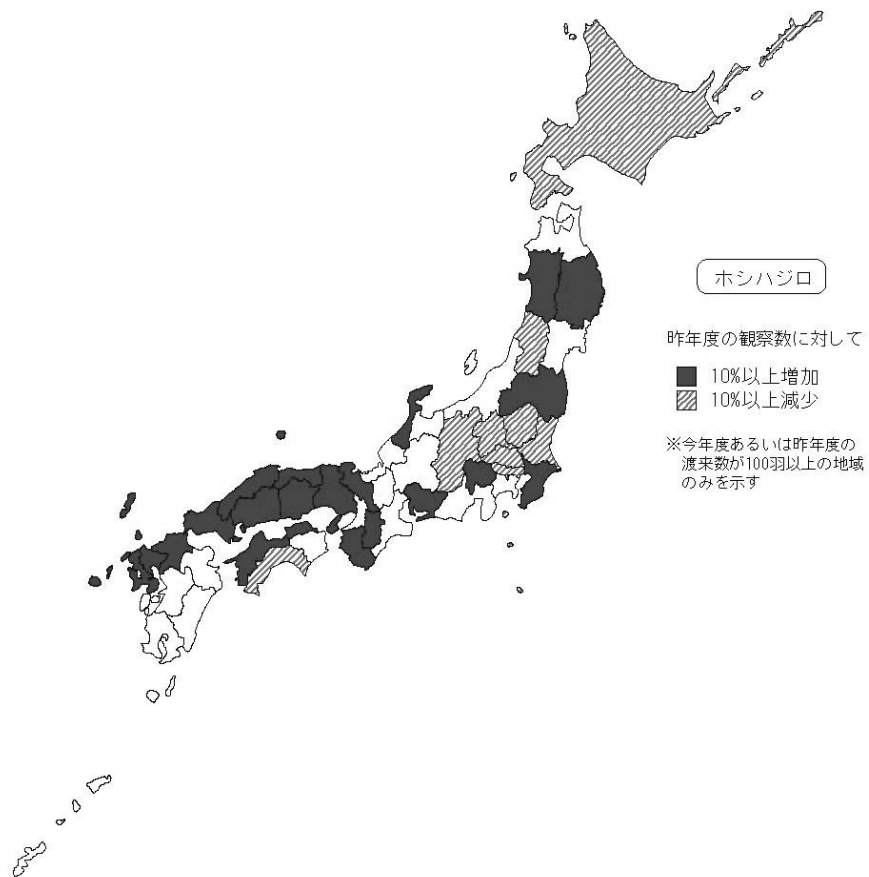 ホシハジロ
昨年度の観察数に対して
10%以上増加
10%以上減少
※今年度あるいは昨年度の
渡来数が100羽以上の地域
のみを示す